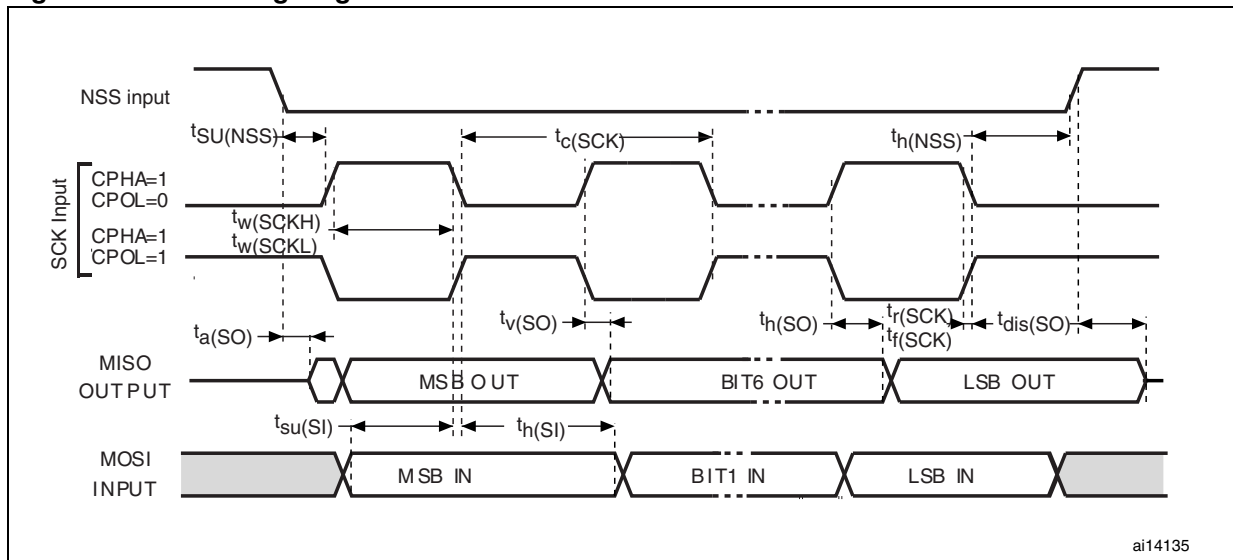 NSS input
tSU(NSS)
tc(SCK)
th(NSS)
SCK Input
CPHA=1
CPOL=0
tw(SCKH)
tw(SCKL)
CPHA=1
CPOL=1
ta(SO)
tv(SO)
th(SO)
tr(SCK)
tf(SCK)
tdis(SO)
MISO
OUTPUT
MSB OUT
BIT6 OUT
LSB OUT
tsu(SI)
th(SI)
MOSI
INPUT
MSB IN
BIT1 IN
LSB IN
ai14135